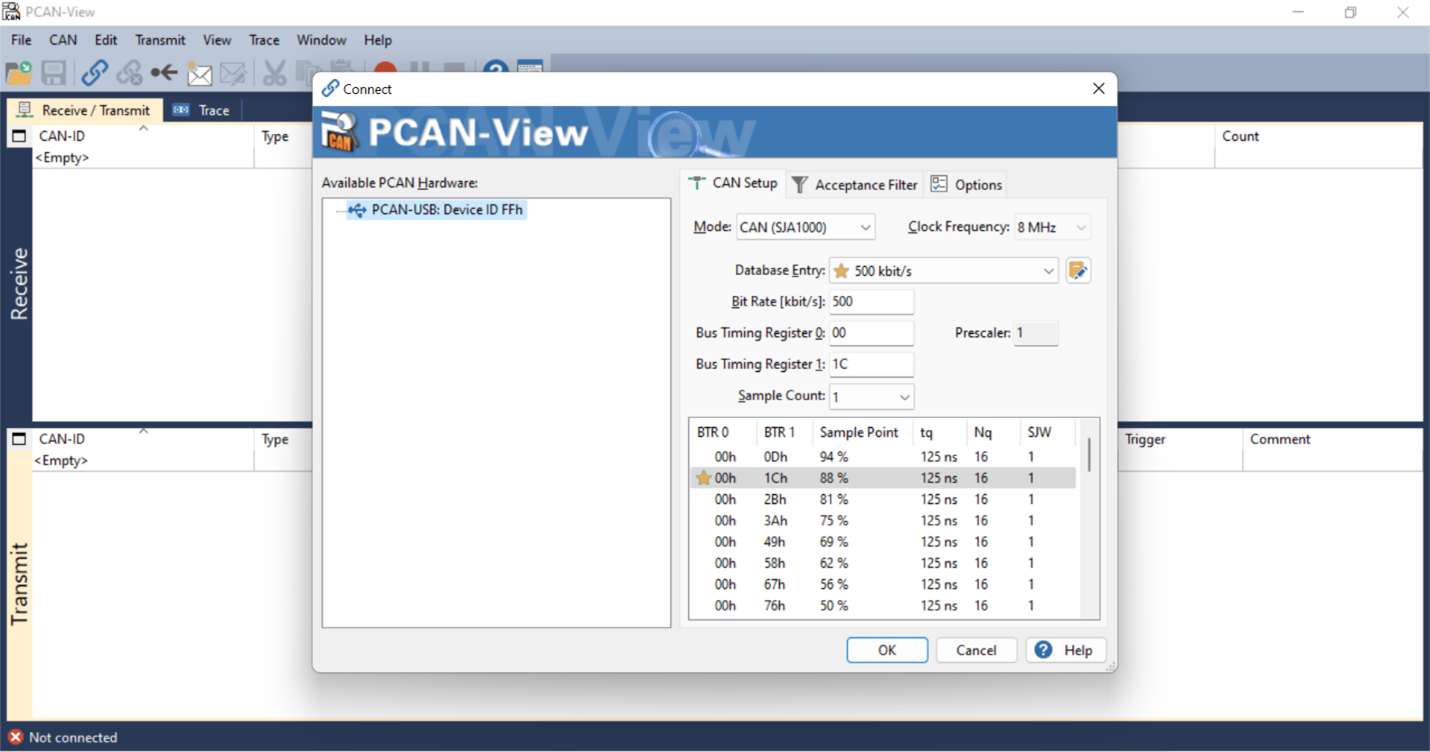 PCAN-View
File CAN Edit Transmit View Trace Window Help
Receive / Transmit Trace
CAN-ID Type Count
<Empty>
Receive
CAN-ID Type Trigger Comment
<Empty>
Transmit
Connect
CAN PCAN-View
Available PCAN Hardware:
PCAN-USB: Device ID FFh
CAN Setup Acceptance Filter Options
Mode: CAN (SJA1000) Clock Frequency: 8 MHz
Database Entry: 500 kbit/s
Bit Rate [kbit/s]: 500
Bus Timing Register 0: 00 Prescaler: 1
Bus Timing Register 1: 1C
Sample Count: 1
BTR 0 BTR 1 Sample Point tq Nq SJW
00h 0Dh 94 % 125 ns 16 1
00h 1Ch 88 % 125 ns 16 1
00h 2Bh 81 % 125 ns 16 1
00h 3Ah 75 % 125 ns 16 1
00h 49h 69 % 125 ns 16 1
00h 58h 62 % 125 ns 16 1
00h 67h 56 % 125 ns 16 1
00h 76h 50 % 125 ns 16 1
OK Cancel Help
Not connected